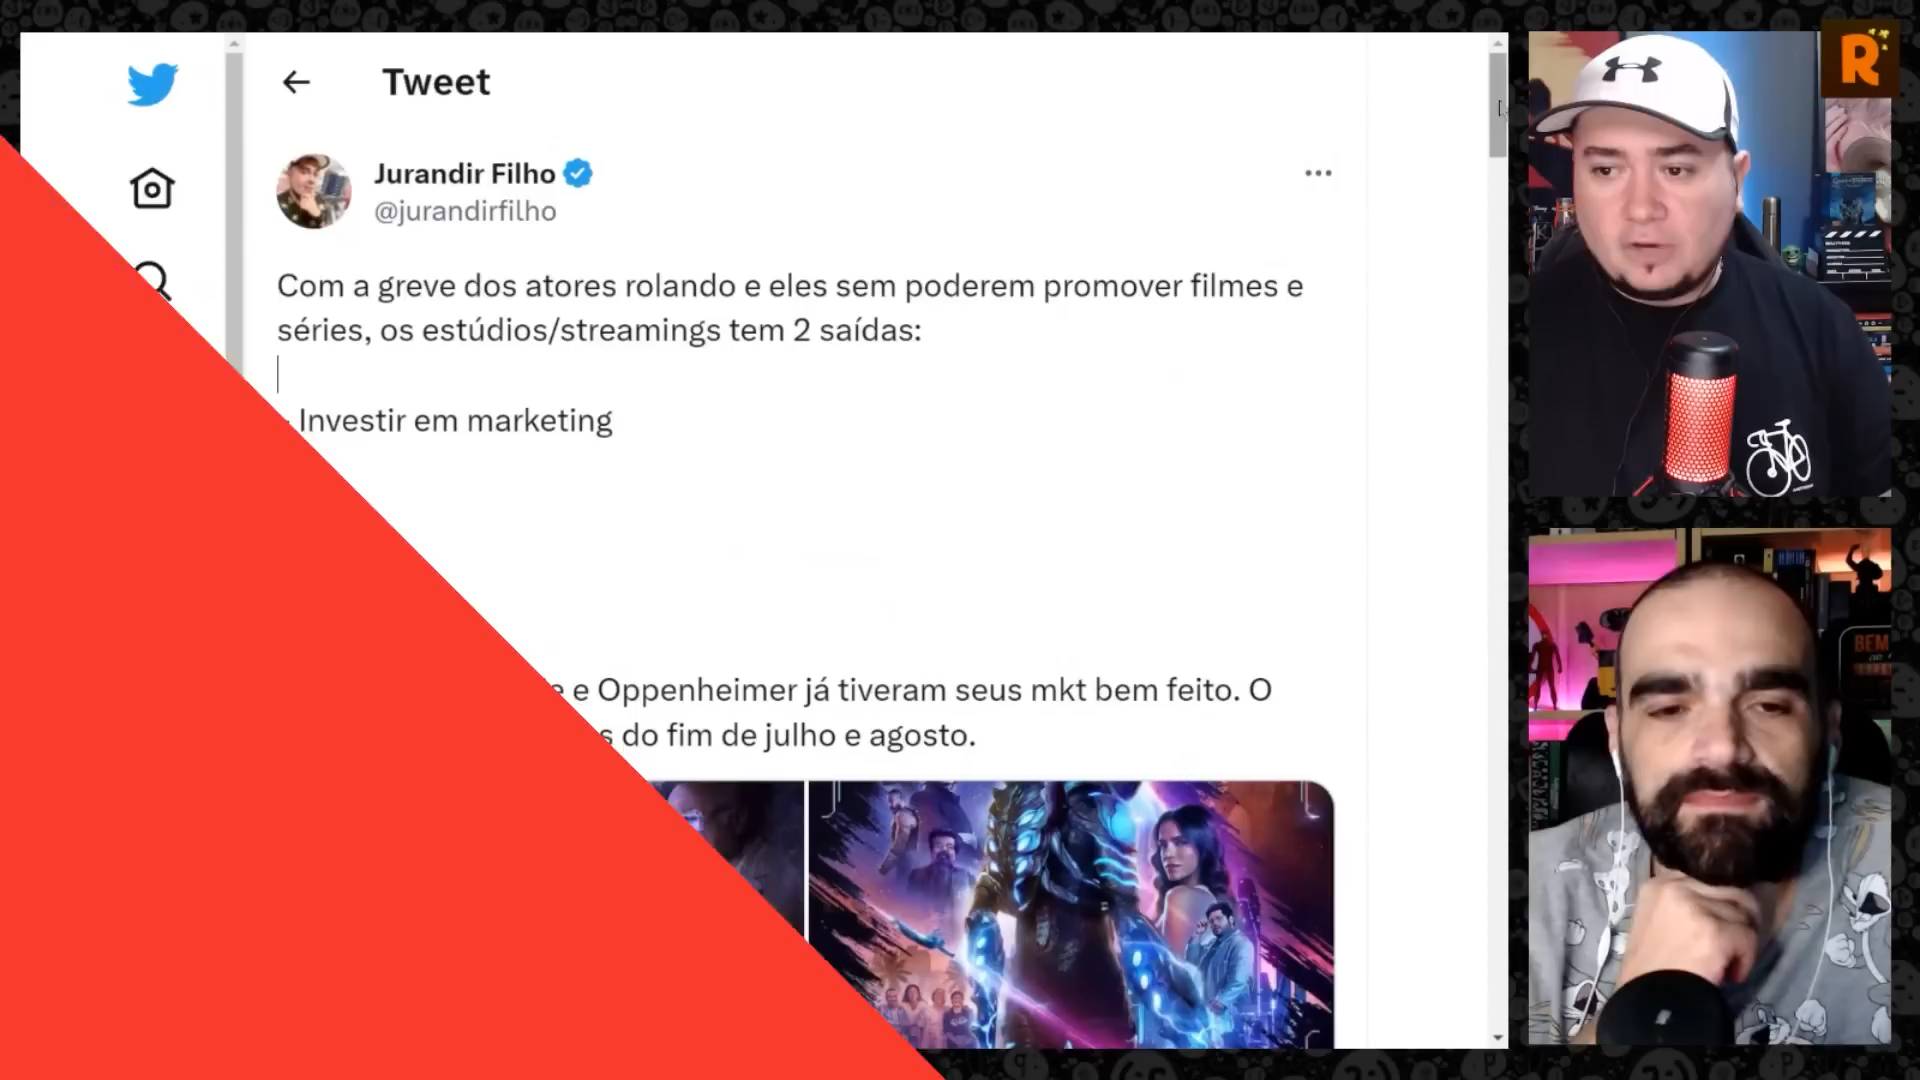 R
Tweet
Jurandir Filho
@jurandirfilho
Com a greve dos atores rolando e eles sem poderem promover filmes e
séries, os estúdios/streamings tem 2 saídas:
- Investir em marketing
e Oppenheimer já tiveram seus mkt bem feito. O
do fim de julho e agosto.
BEM